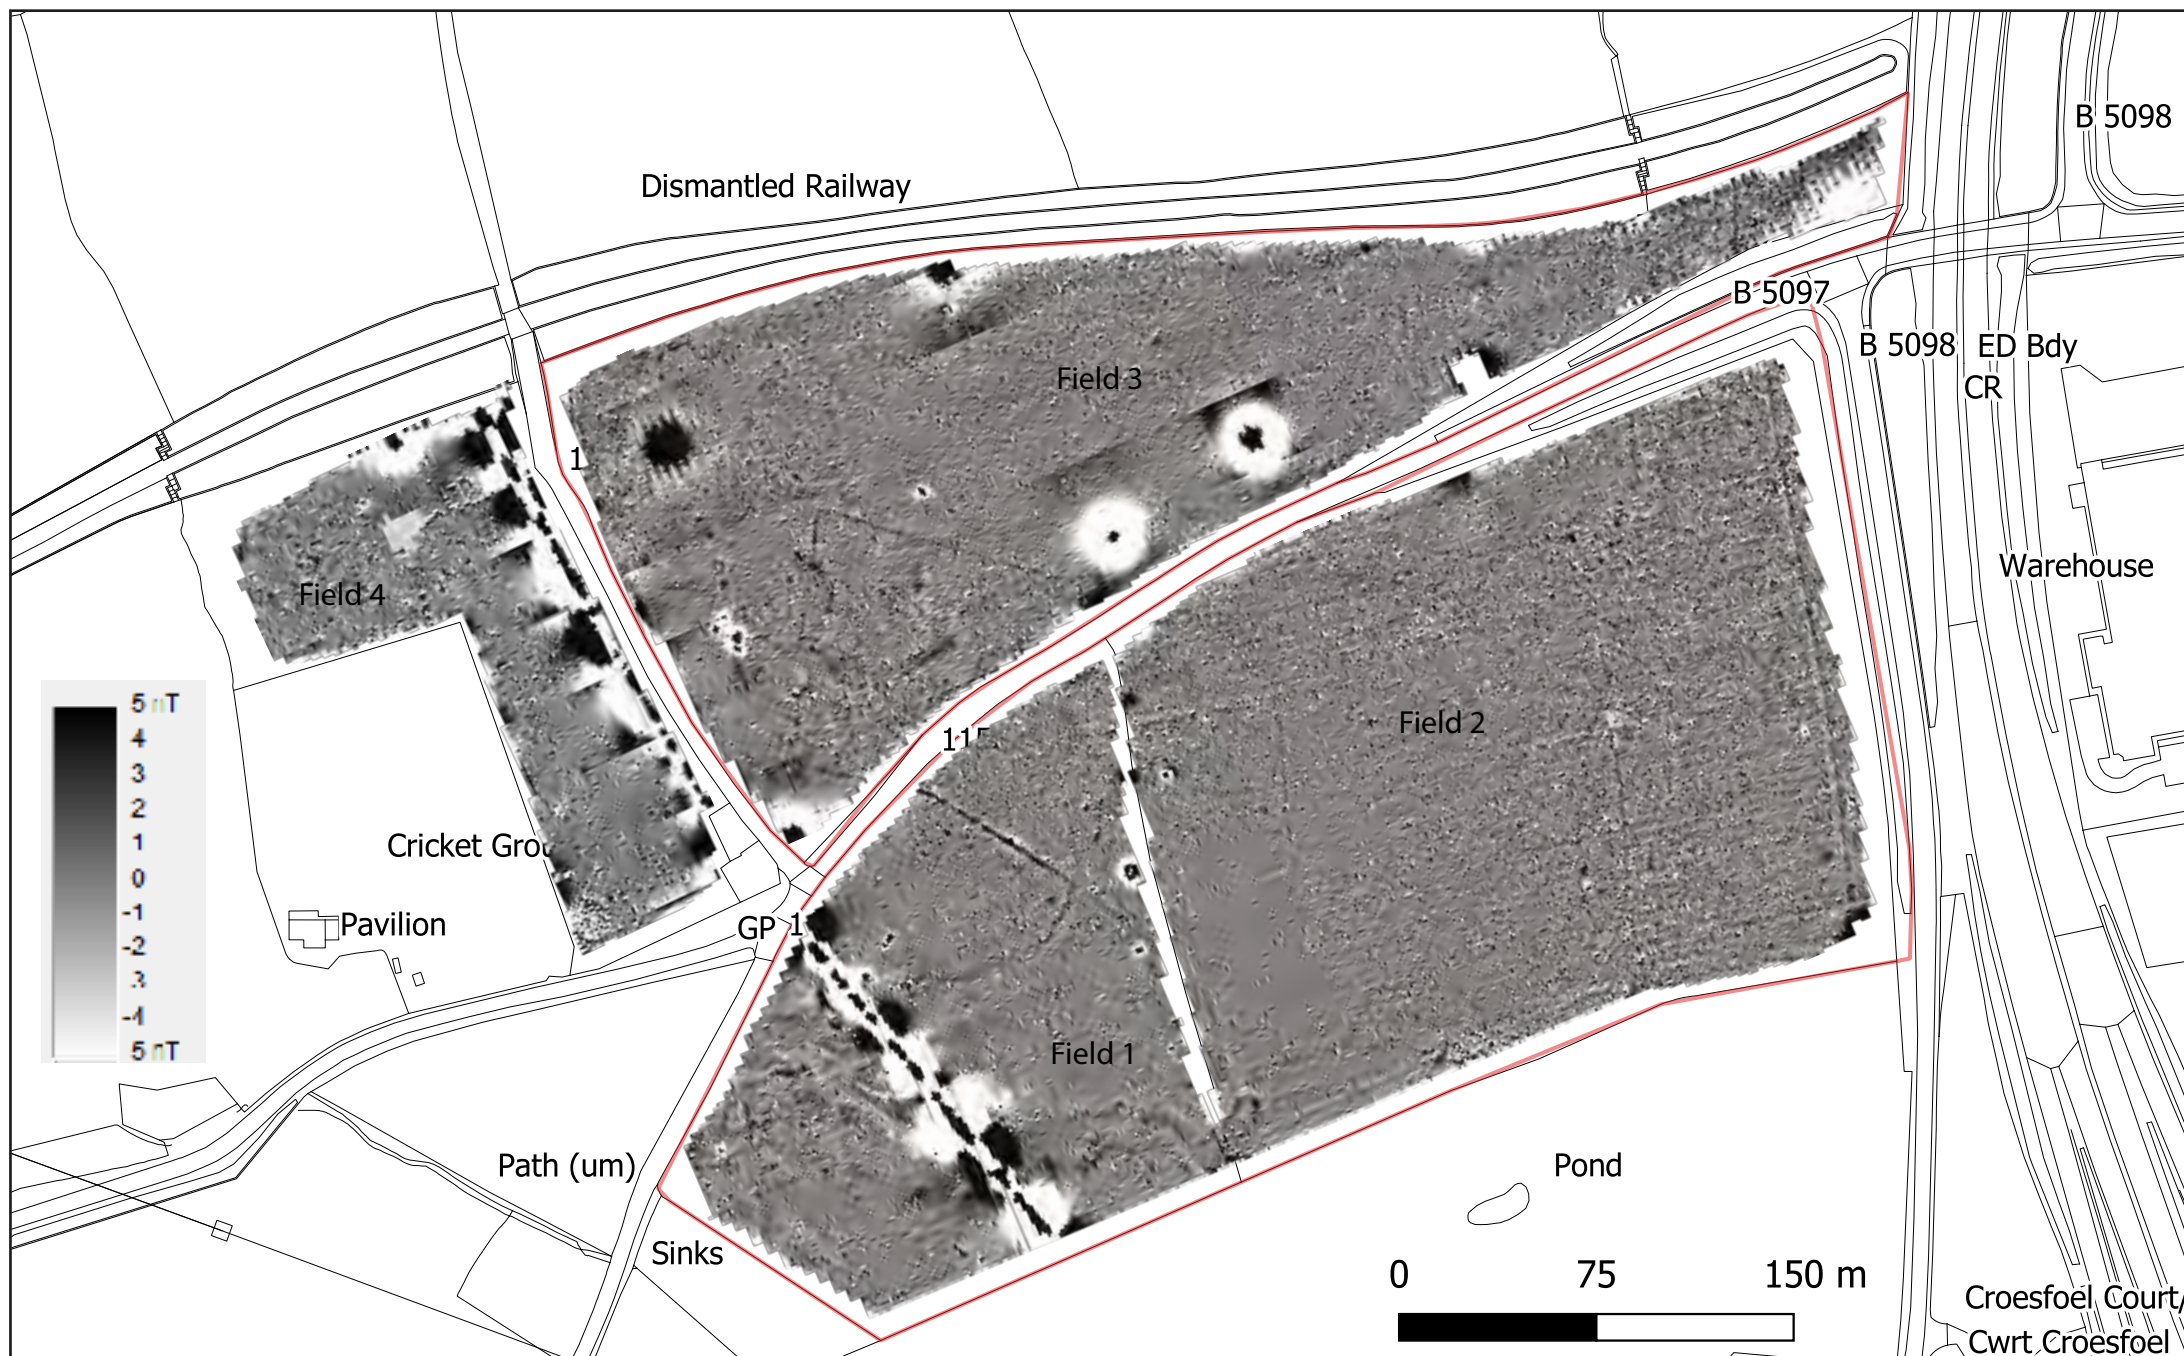 B 5098
Dismantled Railway
B 5097
B 5098
ED Bdy
CR
Field 3
1
Warehouse
Field 4
5 nT
4
3
2
1
0
-1
-2
-3
-4
5 nT
Field 2
11
Cricket
Pavilion
GP
1
Field 1
Path (um)
Pond
Sinks
0
75
150 m
Croesfoel Court/
Cwrt Croesfoel